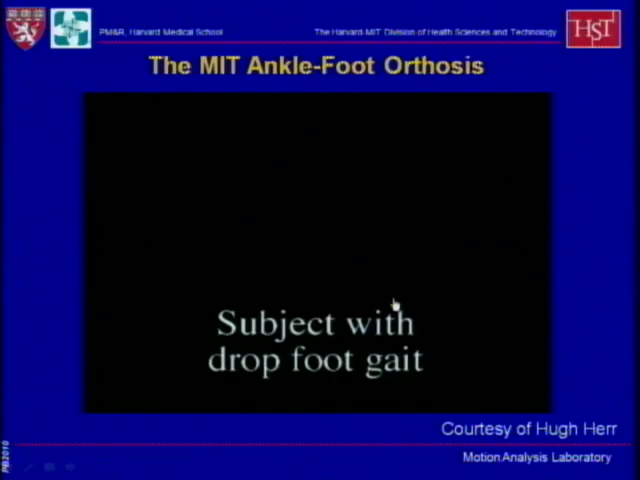 PM&R, Harvard Medical School
The Harvard-MIT Division of Health Sciences and Technology
HST
The MIT Ankle-Foot Orthosis
Subject with
drop foot gait
Courtesy of Hugh Herr
Motion Analysis Laboratory
PB2010